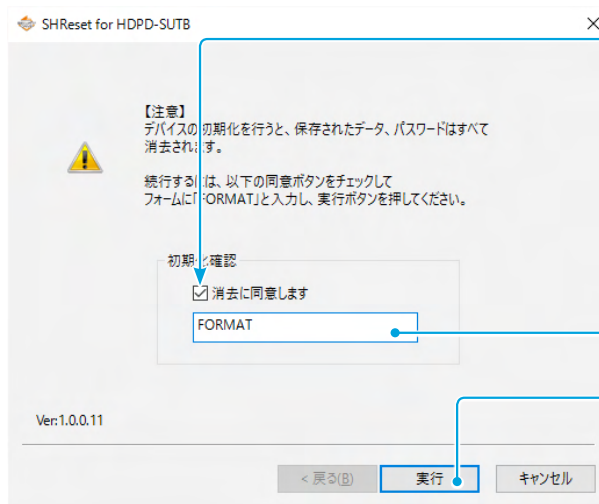 SHReset for HDPD-SUTB
【注意】
デバイスの初期化を行うと、保存されたデータ、パスワードはすべて
消去されます。
続行するには、以下の同意ボタンをチェックして
フォームに「FORMAT」と入力し、実行ボタンを押してください。
初期化確認
消去に同意します
FORMAT
Ver:1.0.0.11
< 戻る(B)
実行
キャンセル